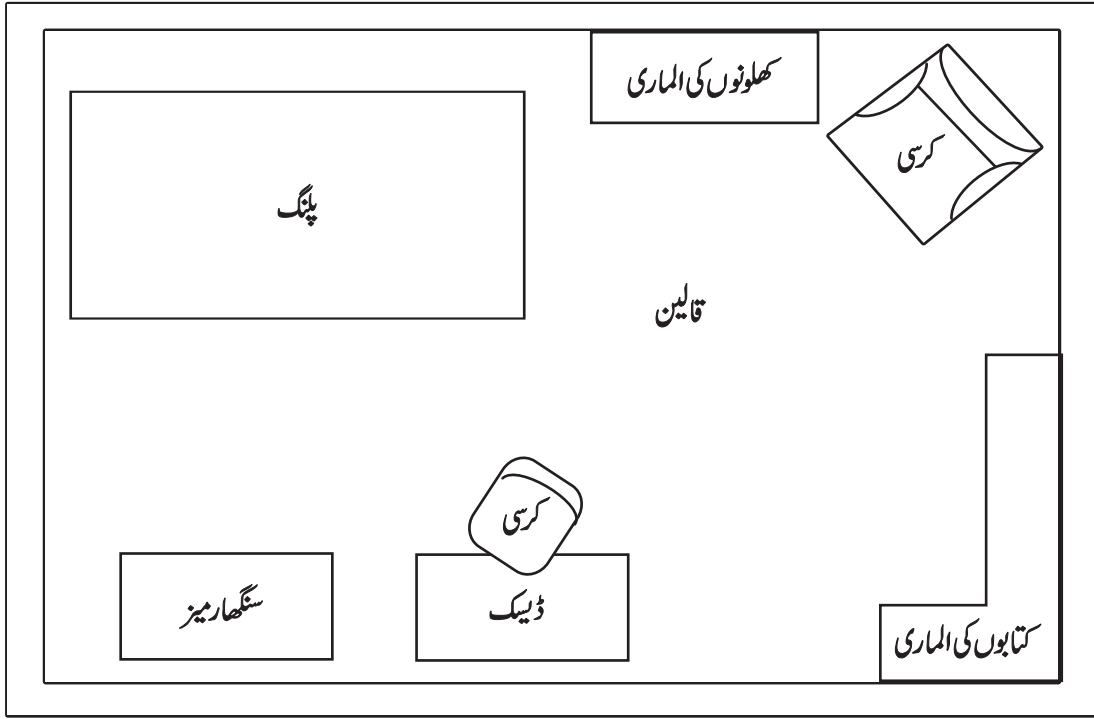 کھلونوں کی الماری
کرسی
پلنگ
قالین
کرسی
سنگھار میز
ڈیسک
کتابوں کی الماری